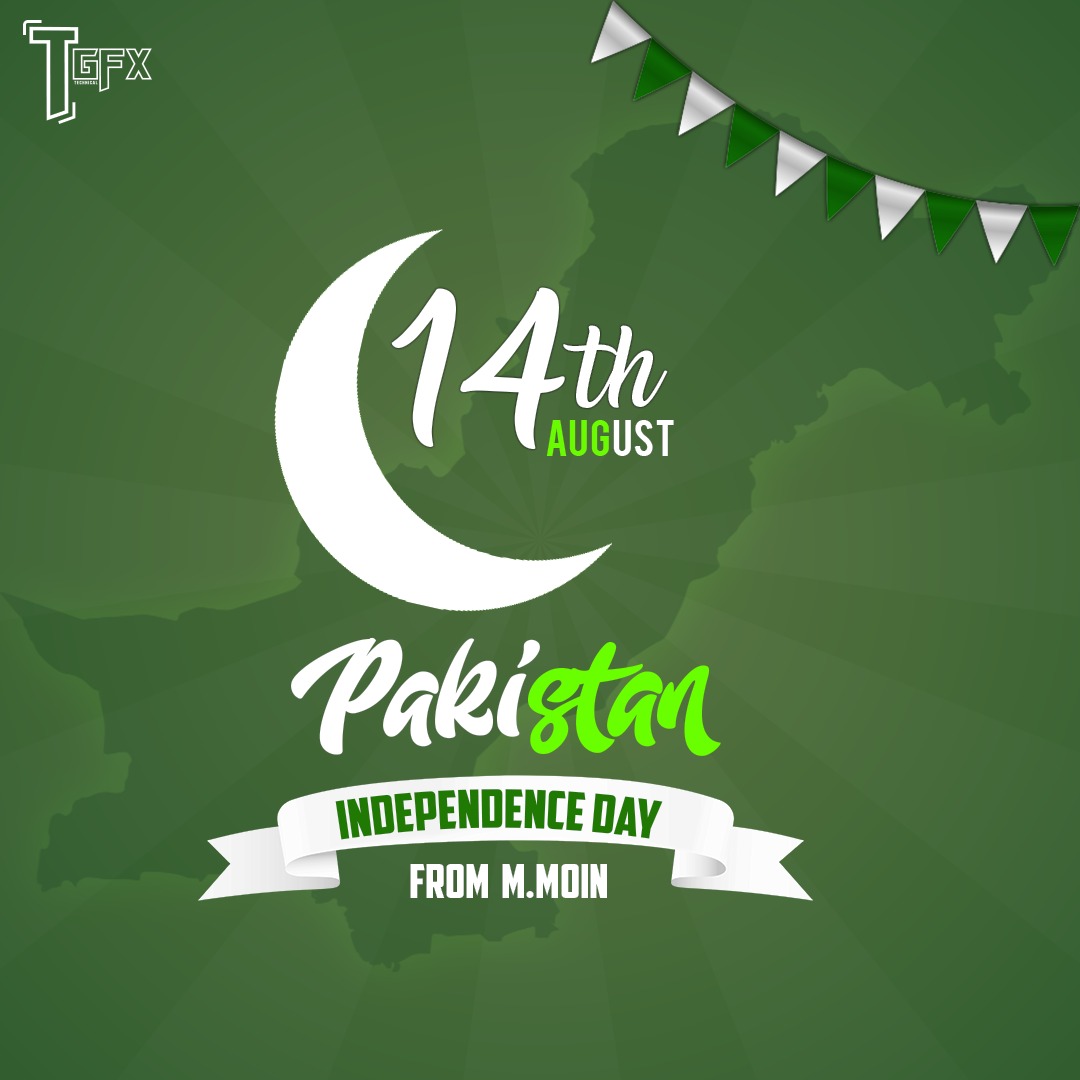 TGFX
TECHNICAL
14th
AUGUST
Pakistan
INDEPENDENCE DAY
FROM M.MOIN